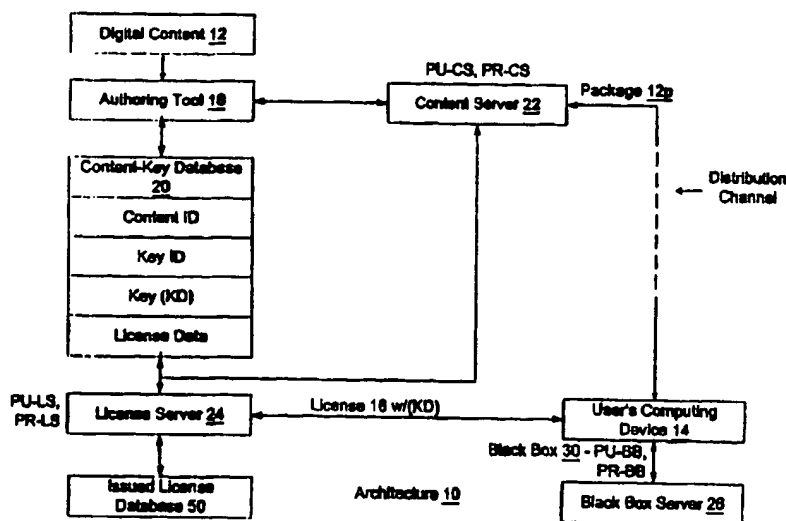 Digital Content 12
PU-CS, PR-CS
Authoring Tool 18
Content Server 22
Package 12p
Content-Key Database
20
Content ID
Key ID
Key (KD)
License Data
Distribution
Channel
PU-LS,
PR-LS
License Server 24
License 16 w/(KD)
User's Computing
Device 14
Black Box 30 - PU-BB,
PR-BB
Issued License
Database 50
Architecture 10
Black Box Server 26